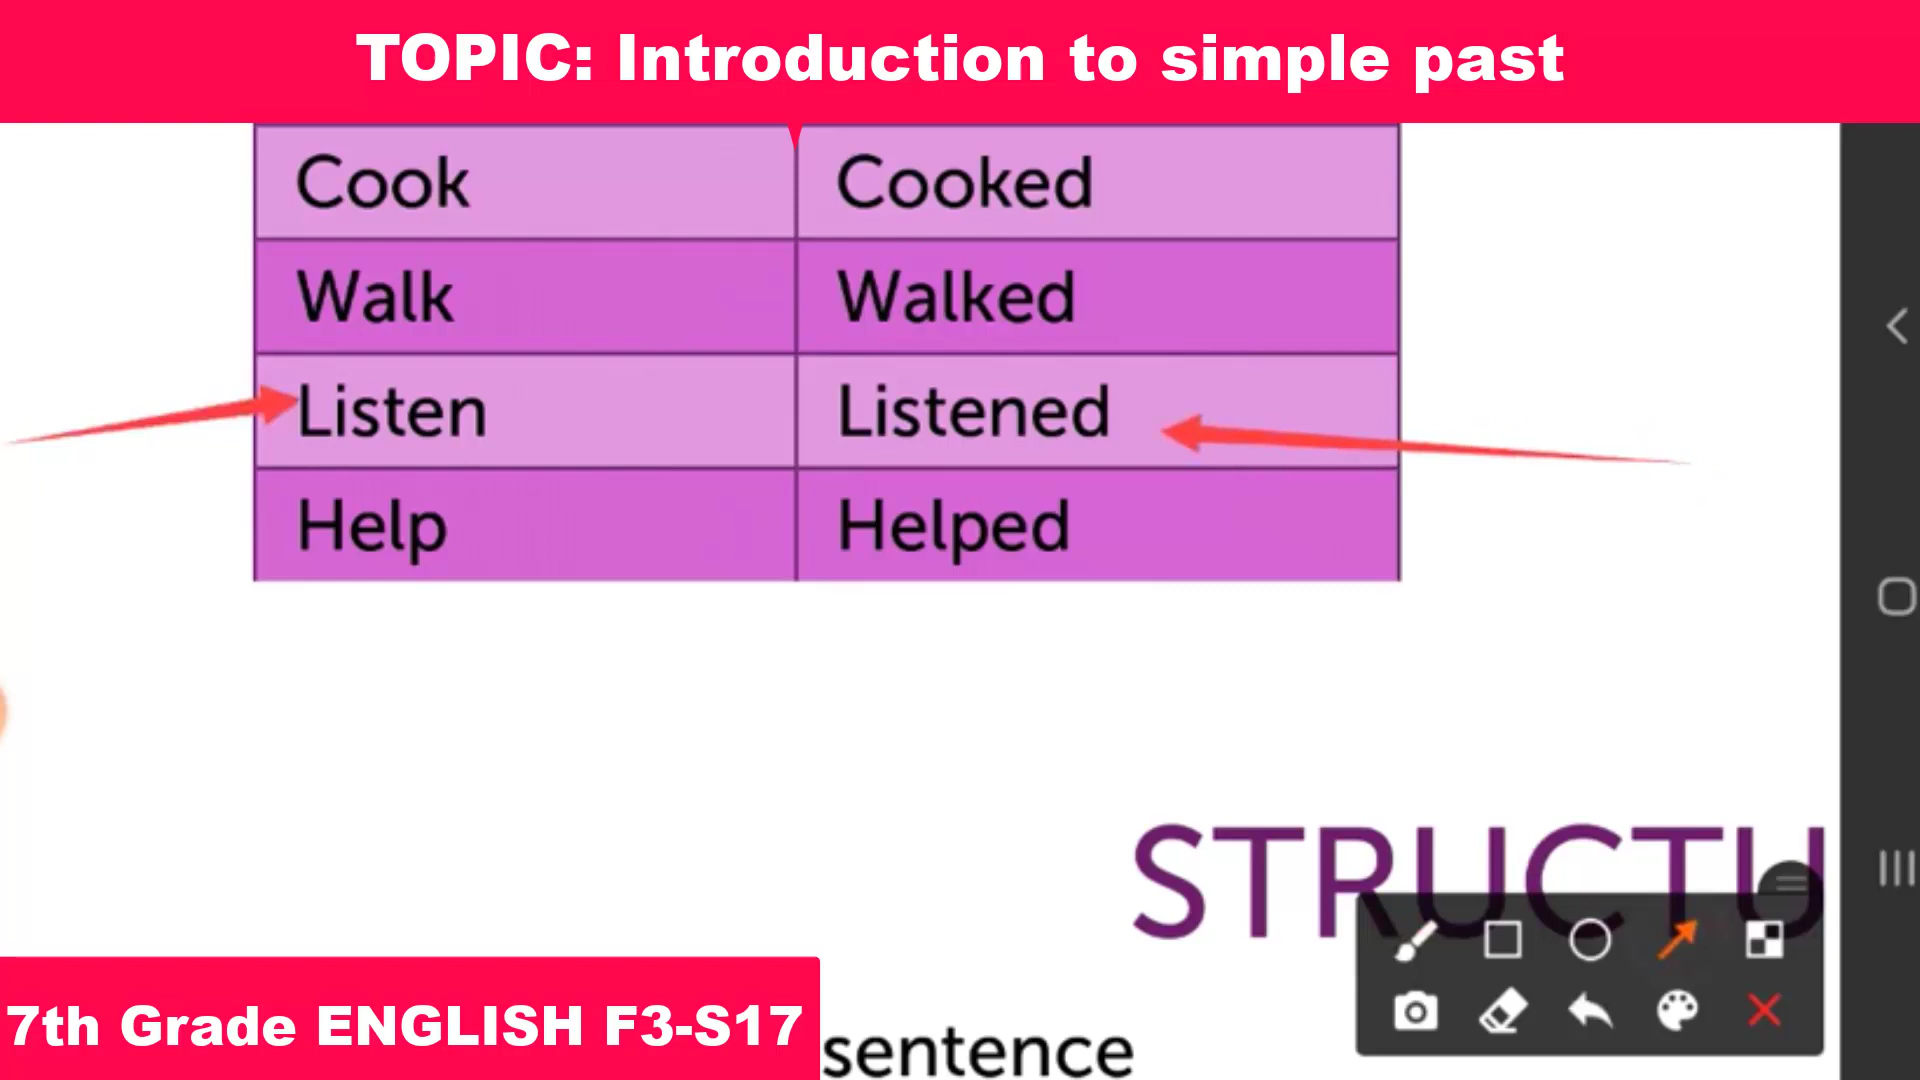 TOPIC: Introduction to simple past
Cook Cooked
Walk Walked
Listen Listened
Help Helped
STRUCTU
7th Grade ENGLISH F3-S17
sentence